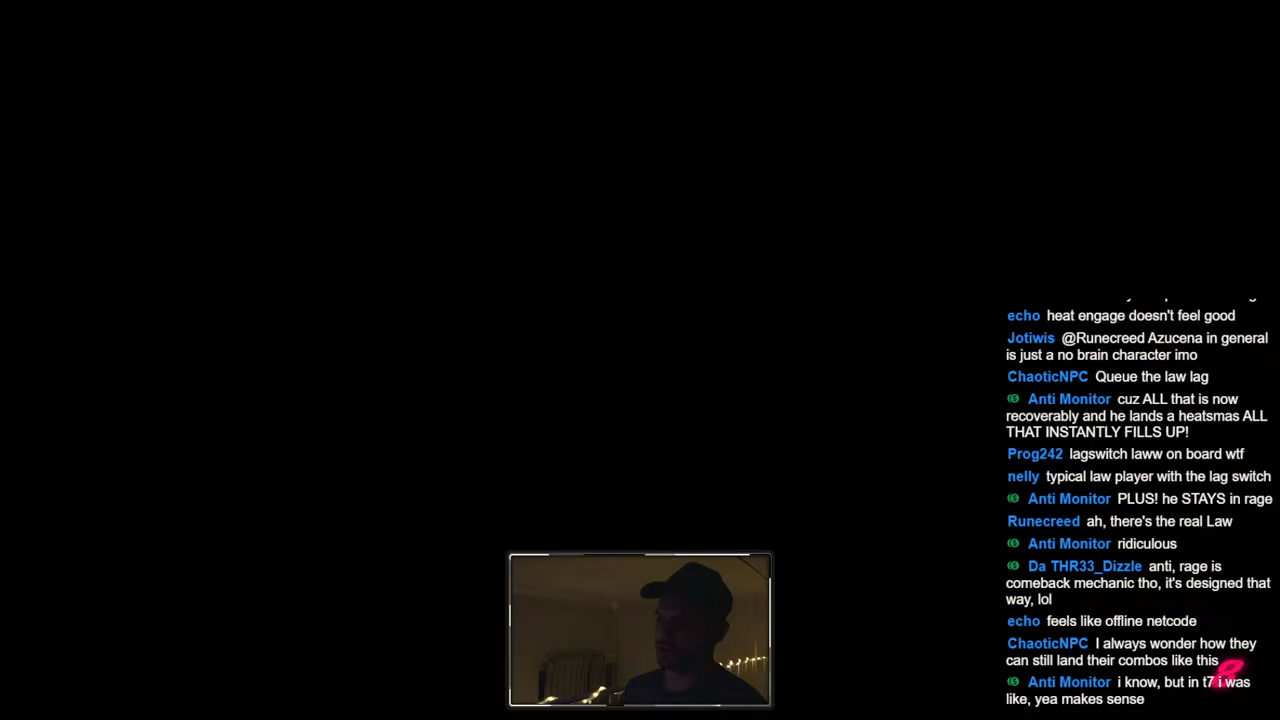 echo heat engage doesn't feel good
Jotiwis @Runecreed Azucena in general
is just a no brain character imo
ChaoticNPC Queue the law lag
Anti Monitor cuz ALL that is now
recoverably and he lands a heatsmas ALL
THAT INSTANTLY FILLS UP!
Prog242 lagswitch laww on board wtf
nelly typical law player with the lag switch
Anti Monitor PLUS! he STAYS in rage
Runecreed ah, there's the real Law
Anti Monitor ridiculous
Da THR33_Dizzle anti, rage is
comeback mechanic tho, it's designed that
way, lol
echo feels like offline netcode
ChaoticNPC I always wonder how they
can still land their combos like this
Anti Monitor i know, but in t7 i was
like, yea makes sense